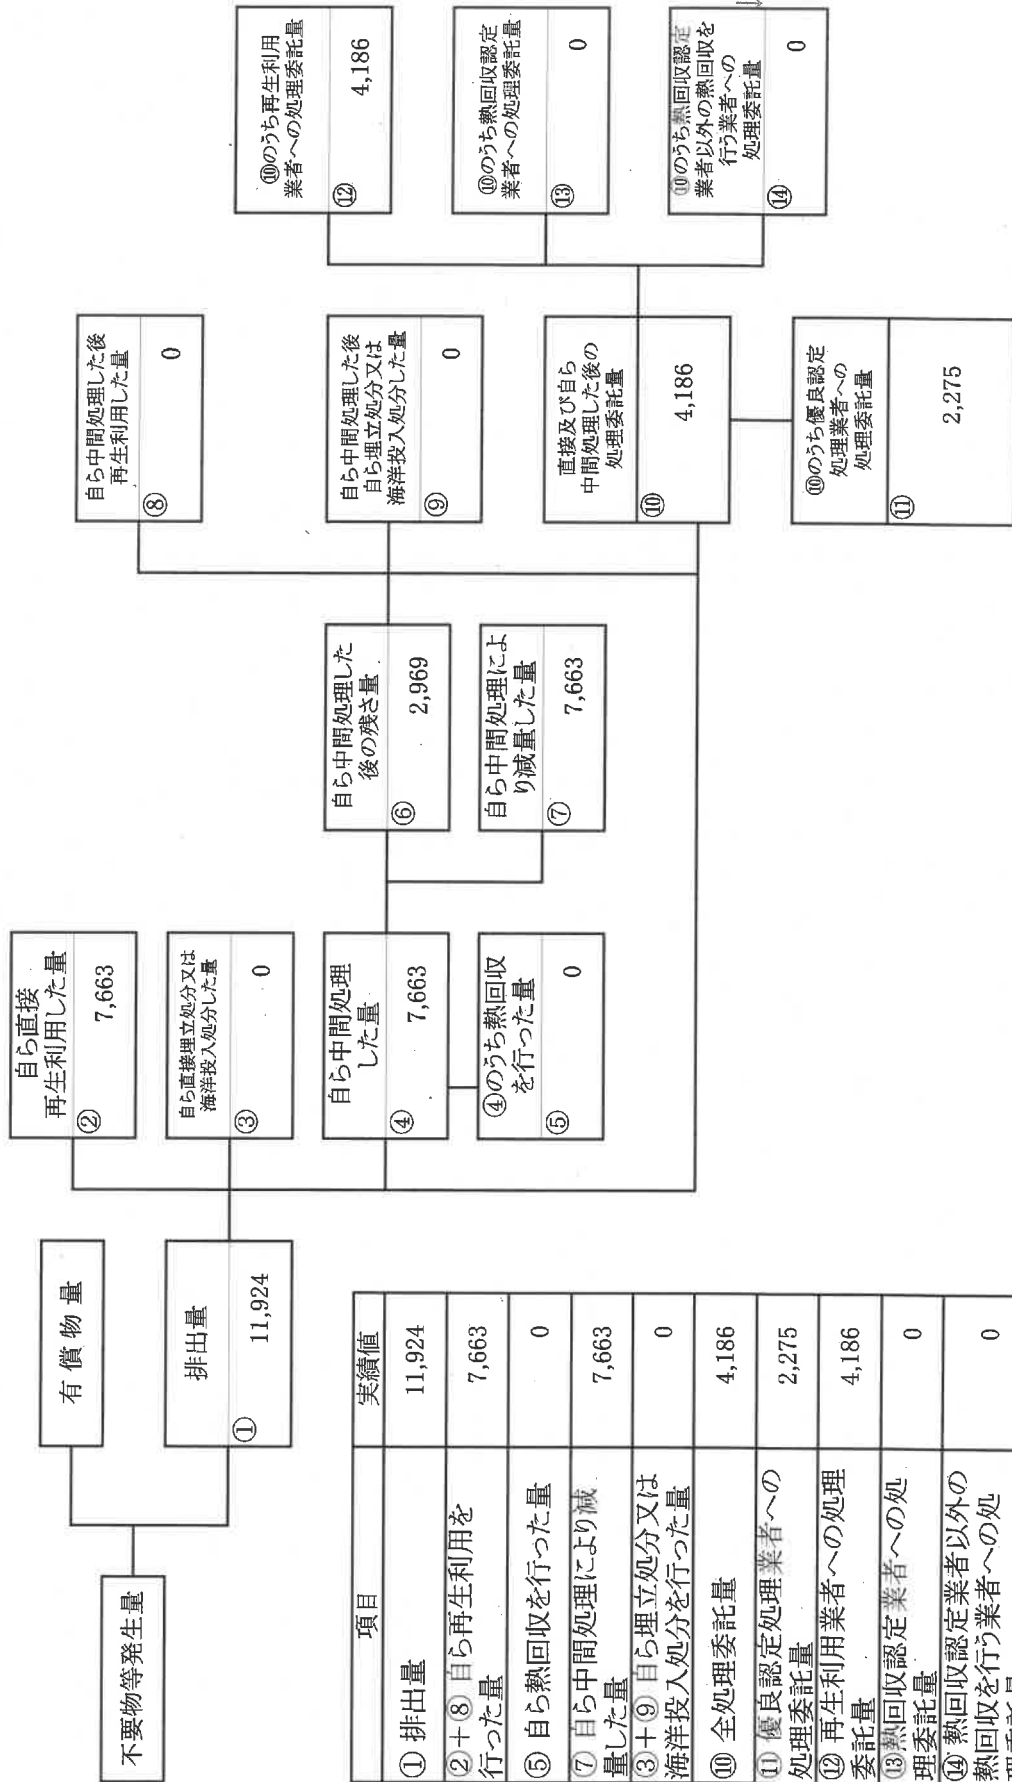 不要物等発生量
有償物量
排出量
①
11,924
自ら直接
再生利用した量
②
7,663
自ら直接埋立処分又は
海洋投入処分した量
③
0
自ら中間処理
した量
④
7,663
④のうち熱回収
を行った量
⑤
0
自ら中間処理した
後の残さ量
⑥
2,969
自ら中間処理によ
り減量した量
⑦
7,663
自ら中間処理した後
再生利用した量
⑧
0
自ら中間処理した後
自ら埋立処分又は
海洋投入処分した量
⑨
0
直接及び自ら
中間処理した後の
処理委託量
⑩
4,186
⑩のうち優良認定
処理業者への
処理委託量
⑪
2,275
⑩のうち再生利用
業者への処理委託量
⑫
4,186
⑩のうち熱回収認定
業者への処理委託量
⑬
0
⑩のうち熱回収認定
業者以外の熱回収を
行う業者への
処理委託量
⑭
0
項目 実績値
①排出量 11,924
②+⑧自ら再生利用を
行った量 7,663
⑤自ら熱回収を行った量 0
⑦自ら中間処理により減
量した量 7,663
③+⑨自ら埋立処分又は
海洋投入処分を行った量 0
⑩全処理委託量 4,186
⑪優良認定処理業者への
処理委託量 2,275
⑫再生利用業者への処理
委託量 4,186
⑬熱回収認定業者への処
理委託量 0
⑭熱回収認定業者以外の
熱回収を行う業者への処 0